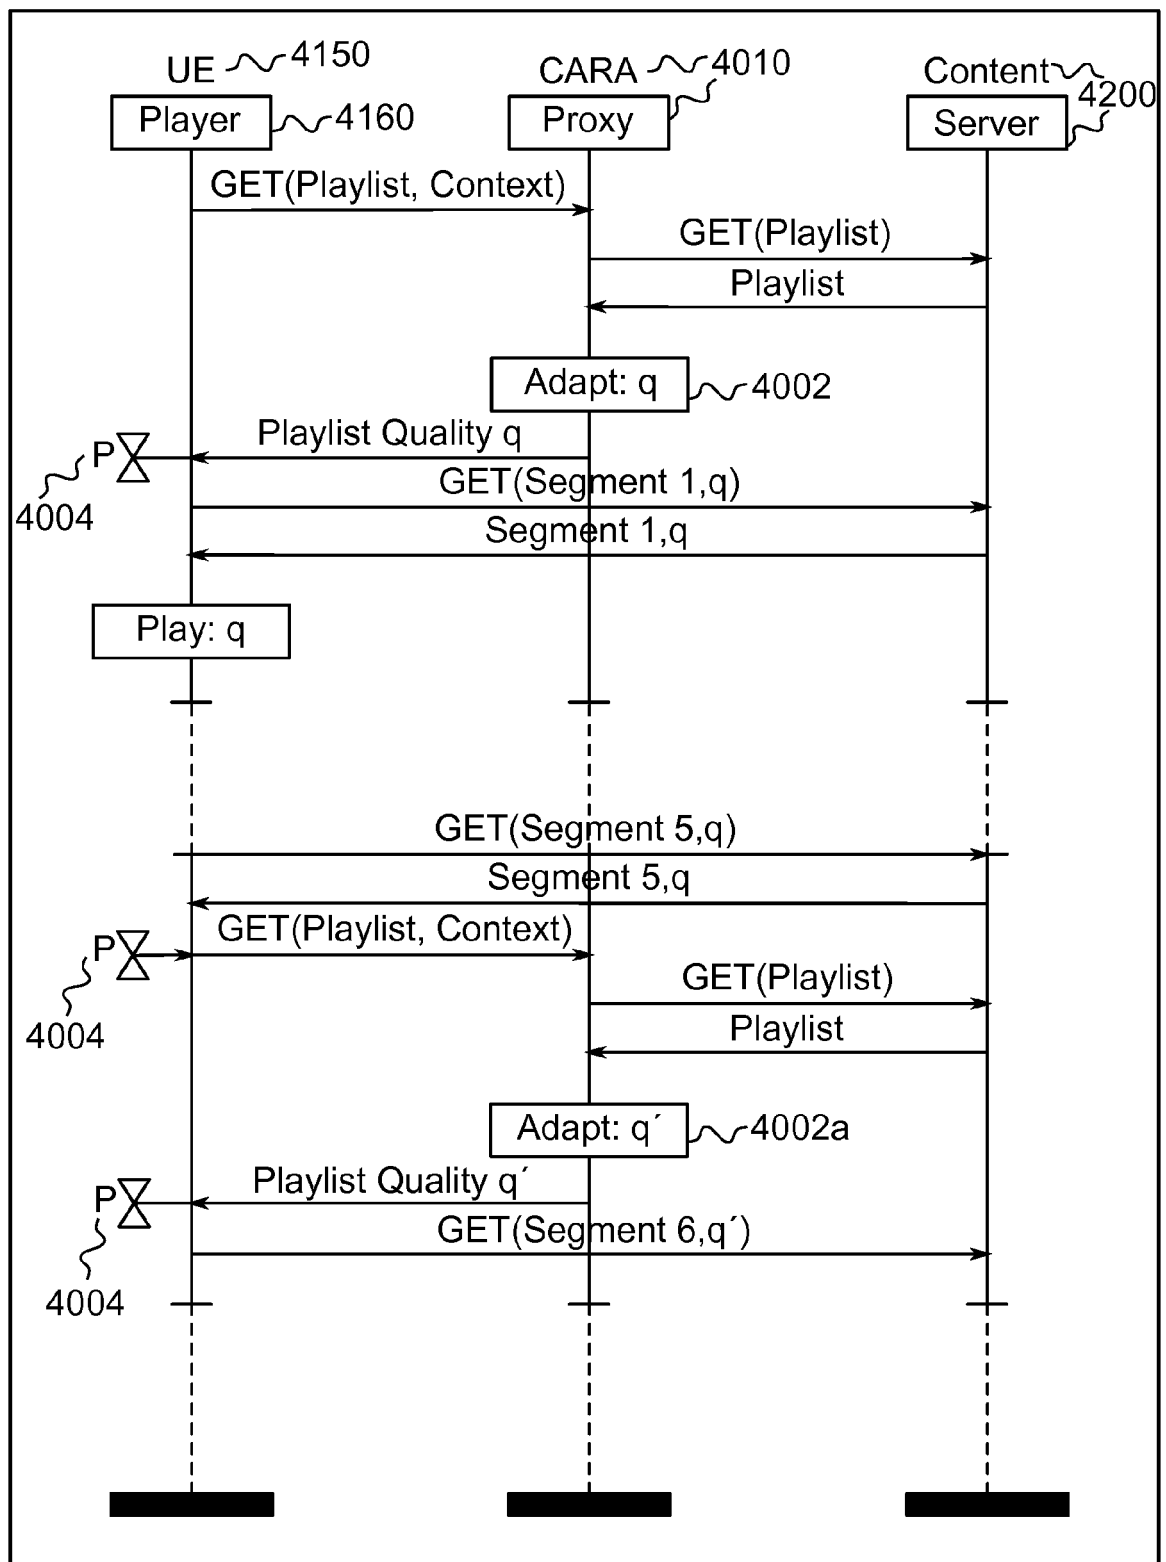 UE 4150 CARA 4010 Content 4200
Player 4160 Proxy Server
GET(Playlist, Context)
GET(Playlist)
Playlist
Adapt: q 4002
Playlist Quality q
P
4004
GET(Segment 1,q)
Segment 1,q
Play: q
GET(Segment 5,q)
Segment 5,q
GET(Playlist, Context)
P
4004
GET(Playlist)
Playlist
Adapt: q´ 4002a
Playlist Quality q´
P
4004
GET(Segment 6,q´)